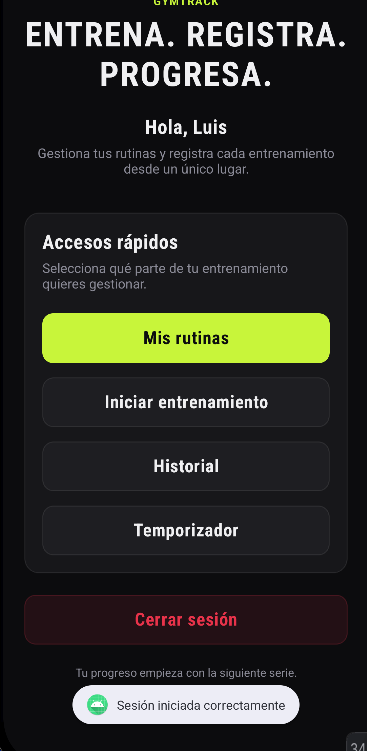 GYMTRACK
ENTRENA. REGISTRA.
PROGRESA.
Hola, Luis
Gestiona tus rutinas y registra cada entrenamiento
desde un único lugar.
Accesos rápidos
Selecciona qué parte de tu entrenamiento
quieres gestionar.
Mis rutinas
Iniciar entrenamiento
Historial
Temporizador
Cerrar sesión
Tu progreso empieza con la siguiente serie.
Sesión iniciada correctamente
34